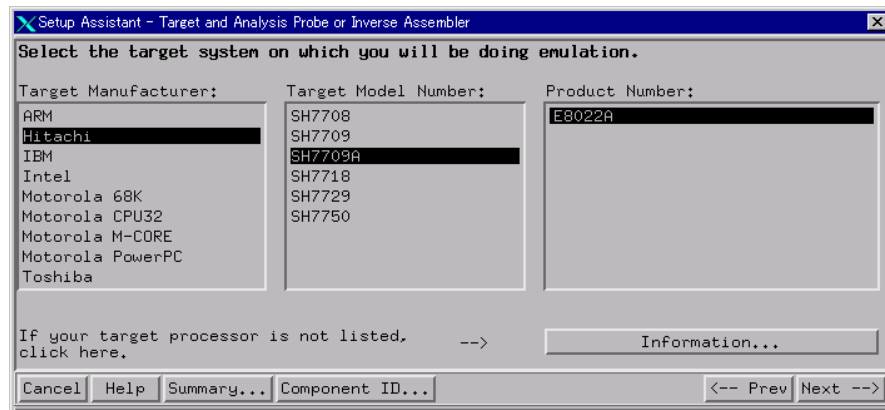 Setup Assistant - Target and Analysis Probe or Inverse Assembler
Select the target system on which you will be doing emulation.
Target Manufacturer:
ARM
Hitachi
IBM
Intel
Motorola 68K
Motorola CPU32
Motorola M-CORE
Motorola PowerPC
Toshiba
Target Model Number:
SH7708
SH7709
SH7709A
SH7718
SH7729
SH7750
Product Number:
E8022A
If your target processor is not listed,
click here.
-->
Information...
Cancel
Help
Summary...
Component ID...
<-- Prev
Next -->